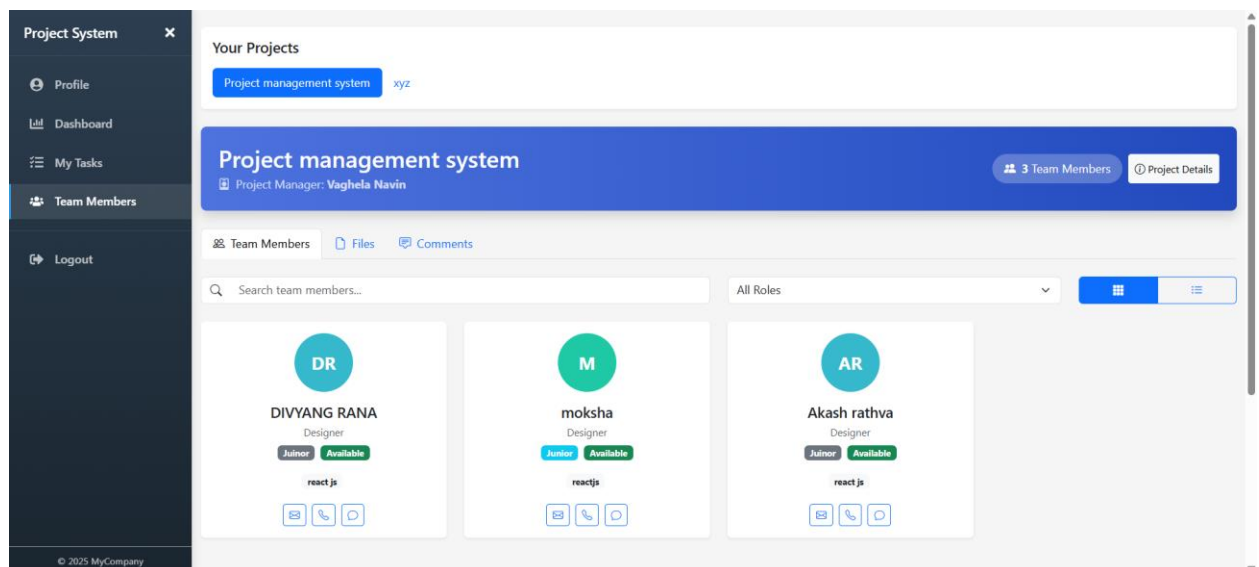 Project System
Profile
Dashboard
My Tasks
Team Members
Logout
© 2025 MyCompany
Your Projects
Project management system xyz
Project management system
Project Manager: Vaghela Navin
3 Team Members Project Details
Team Members Files Comments
Search team members... All Roles
DR
DIVYANG RANA
Designer
Juinor Available
react js
M
moksha
Designer
Junior Available
reactjs
AR
Akash rathva
Designer
Juinor Available
react js